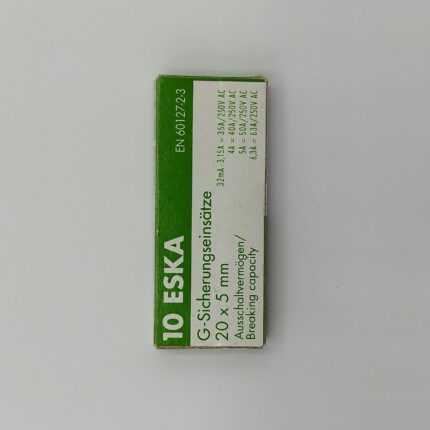 10 ESKA EN 60127-2-3
G-Sicherungseinsätze
20 x 5 mm
Ausschaltvermögen/
Breaking capacity
32mA -3,15A = 35A/250V AC
4A = 40A/250V AC
5A = 50A/250V AC
6,3A = 63A/250V AC